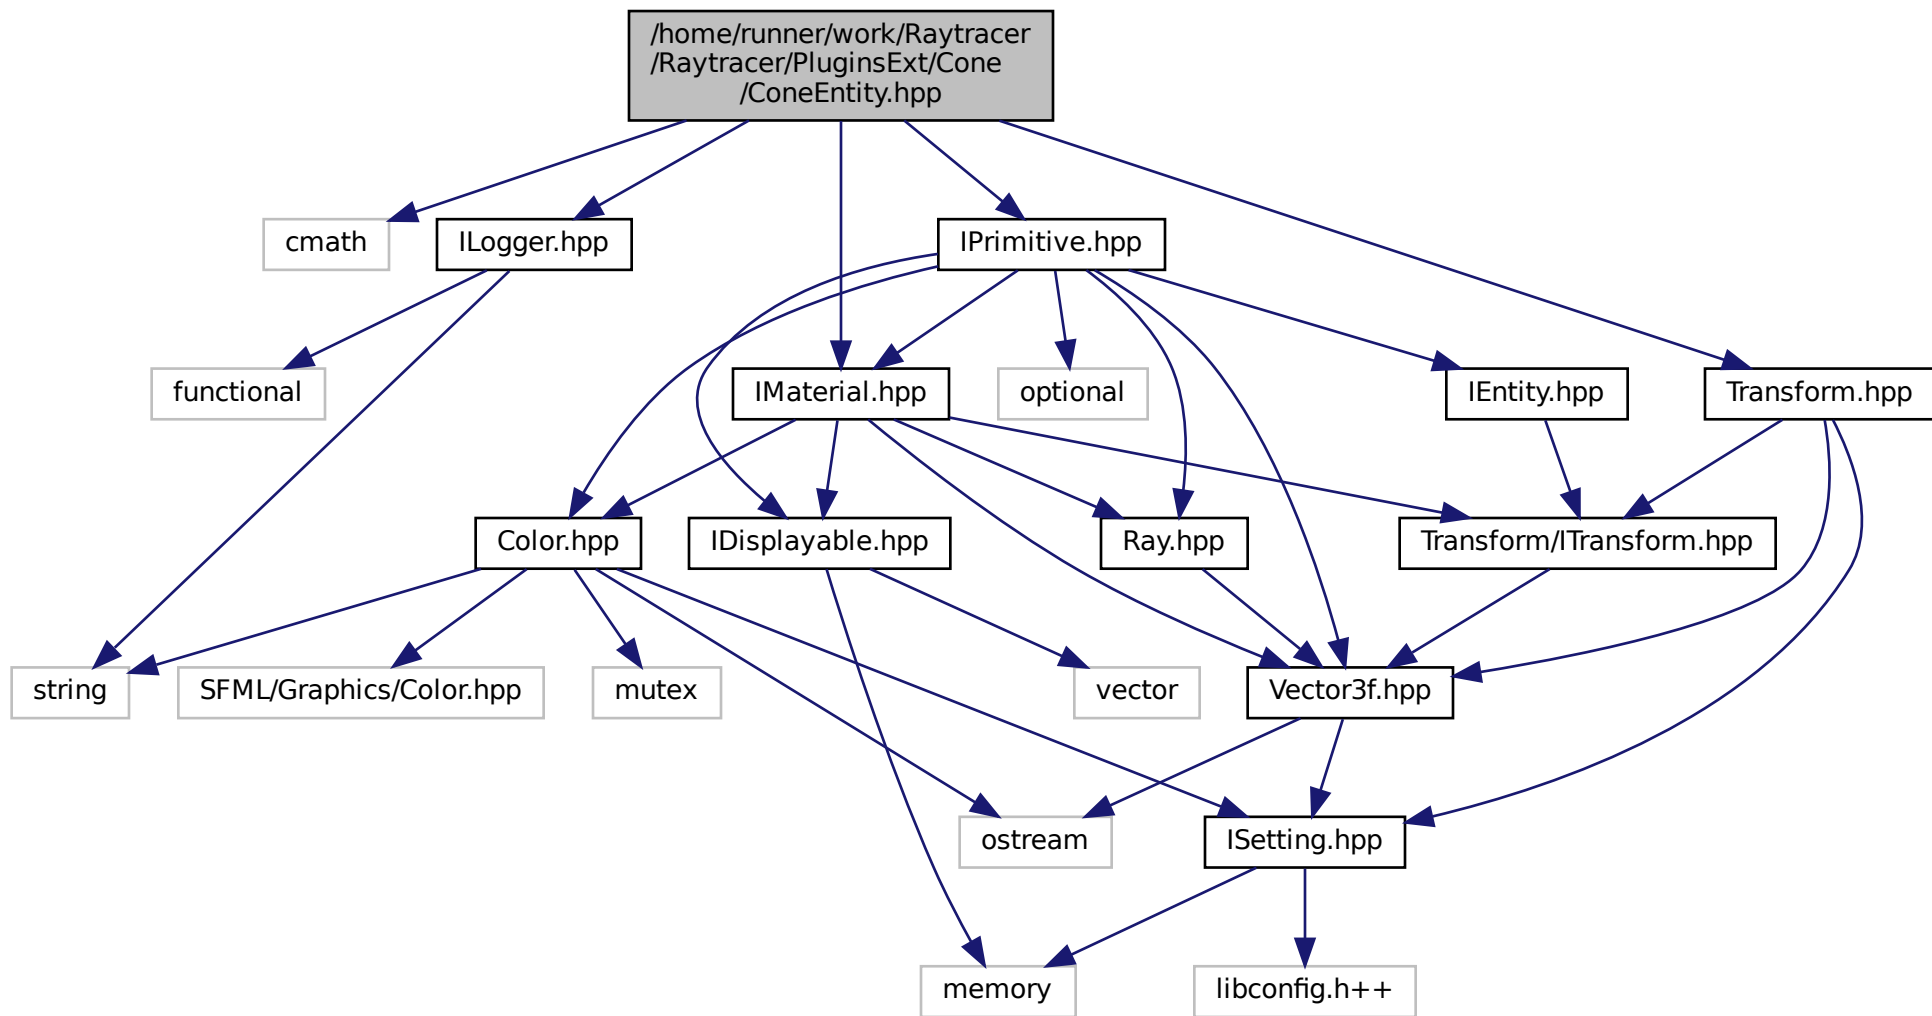 /home/runner/work/Raytracer
/Raytracer/PluginsExt/Cone
/ConeEntity.hpp
cmath
ILogger.hpp
IPrimitive.hpp
functional
IMaterial.hpp
optional
IEntity.hpp
Transform.hpp
Color.hpp
IDisplayable.hpp
Ray.hpp
Transform/ITransform.hpp
string
SFML/Graphics/Color.hpp
mutex
vector
Vector3f.hpp
ostream
ISetting.hpp
memory
libconfig.h++